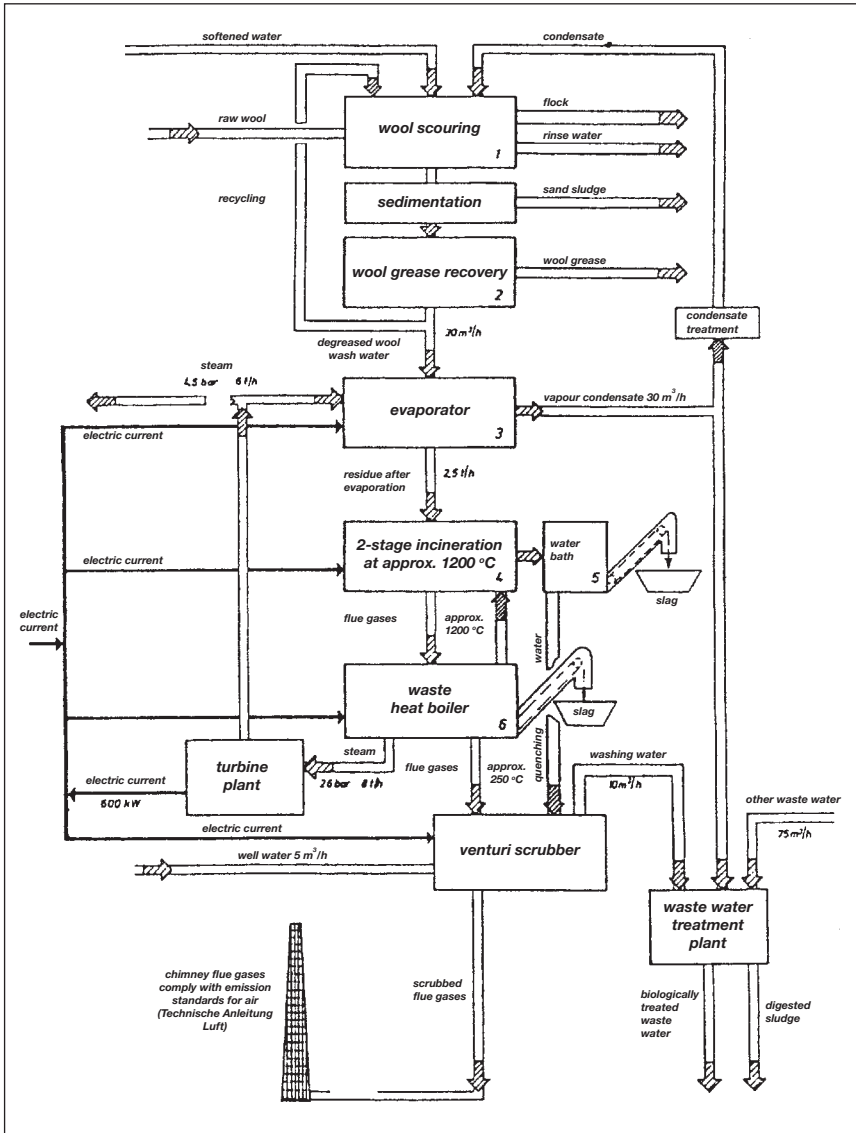 softened water
condensate
raw wool
wool scouring
1
flock
rinse water
recycling
sedimentation
sand sludge
wool grease recovery
2
wool grease
degreased wool
wash water
condensate
treatment
steam
4,5 bar 6 t/h
evaporator
3
vapour condensate 30 m³/h
electric current
residue after
evaporation
2,5 t/h
2-stage incineration
at approx. 1200 °C
4
water
bath
5
slag
electric current
electric
current
flue gases
approx.
1200 °C
water
waste
heat boiler
6
slag
turbine
plant
steam
26 bar 8 t/h
flue gases
approx.
250 °C
quenching
washing water
10 m³/h
electric current
600 kW
other waste water
75 m³/h
electric current
well water 5 m³/h
venturi scrubber
waste water
treatment
plant
chimney flue gases
comply with emission
standards for air
(Technische Anleitung
Luft)
scrubbed
flue gases
biologically
treated
waste
water
digested
sludge